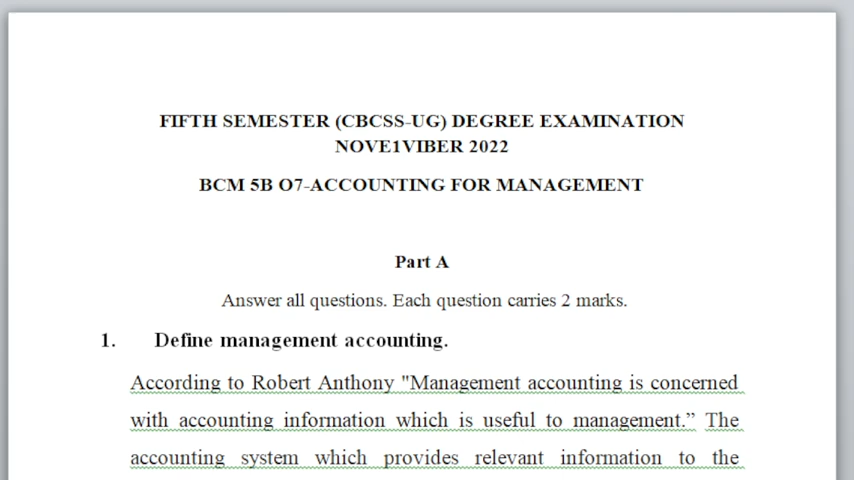 FIFTH SEMESTER (CBCSS-UG) DEGREE EXAMINATION
NOVE1VIBER 2022
BCM 5B O7-ACCOUNTING FOR MANAGEMENT
Part A
Answer all questions. Each question carries 2 marks.
1. Define management accounting.
According to Robert Anthony "Management accounting is concerned
with accounting information which is useful to management.” The
accounting system which provides relevant information to the